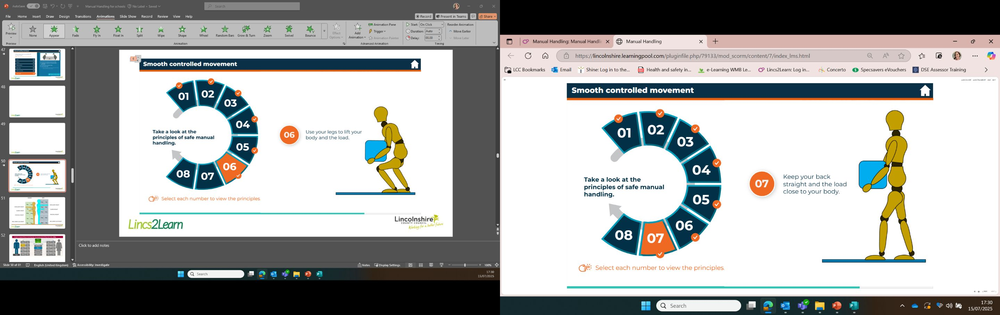 AutoSave
Manual Handling for schools
No Label • Saved
Search
File Home Insert Draw Design Transitions Animations Slide Show Record Review View Help
Record Present in Teams Share
Preview
None Appear Fade Fly In Float In Split Wipe Shape Wheel Random Bars Grow & Turn Zoom Swivel Bounce
Effect Options
Add Animation
Animation Pane
Trigger
Animation Painter
Start: On Click
Duration: Auto
Delay: 00.00
Reorder Animation
Move Earlier
Move Later
Preview Animation Advanced Animation Timing
47
48
49
50
51
52
6
4
Smooth controlled movement
01
02
03
04
05
06
07
08
Take a look at the
principles of safe manual
handling.
06
Use your legs to lift your
body and the load.
Select each number to view the principles.
Lincs2Learn
Lincolnshire
COUNTY COUNCIL
Working for a better future
Click to add notes
Slide 50 of 81 English (United Kingdom) Accessibility: Investigate
Notes Display Settings 100%
Search
17:30
15/07/2025
Manual Handling: Manual Handli
Manual Handling
https://lincolnshire.learningpool.com/pluginfile.php/79133/mod_scorm/content/7/index_lms.html
LCC Bookmarks Email Shine: Log in to the... Health and safety in... e-Learning WMB Le... Lincs2Learn: Log in... Concerto Specsavers eVouchers DSE Assessor Training
Smooth controlled movement
01
02
03
04
05
06
07
08
Take a look at the
principles of safe manual
handling.
07
Keep your back
straight and the load
close to your body.
Select each number to view the principles.
Search
17:30
15/07/2025